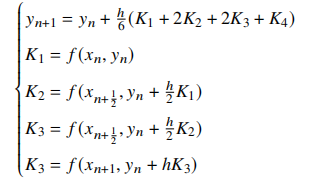 y_{n+1} = y_n + \frac{h}{6}(K_1 + 2K_2 + 2K_3 + K_4)
K_1 = f(x_n, y_n)
K_2 = f(x_{n+\frac{1}{2}}, y_n + \frac{h}{2}K_1)
K_3 = f(x_{n+\frac{1}{2}}, y_n + \frac{h}{2}K_2)
K_3 = f(x_{n+1}, y_n + hK_3)